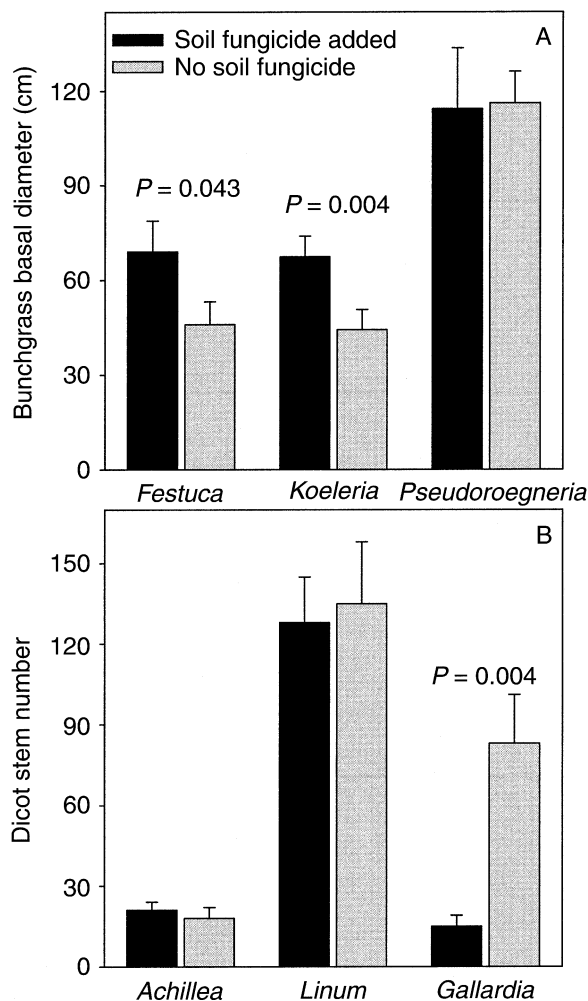 Soil fungicide added
No soil fungicide
A
Bunchgrass basal diameter (cm)
120
90
60
30
0
P = 0.043
P = 0.004
Festuca
Koeleria
Pseudoroegneria
B
Dicot stem number
150
120
90
60
30
0
P = 0.004
Achillea
Linum
Gallardia